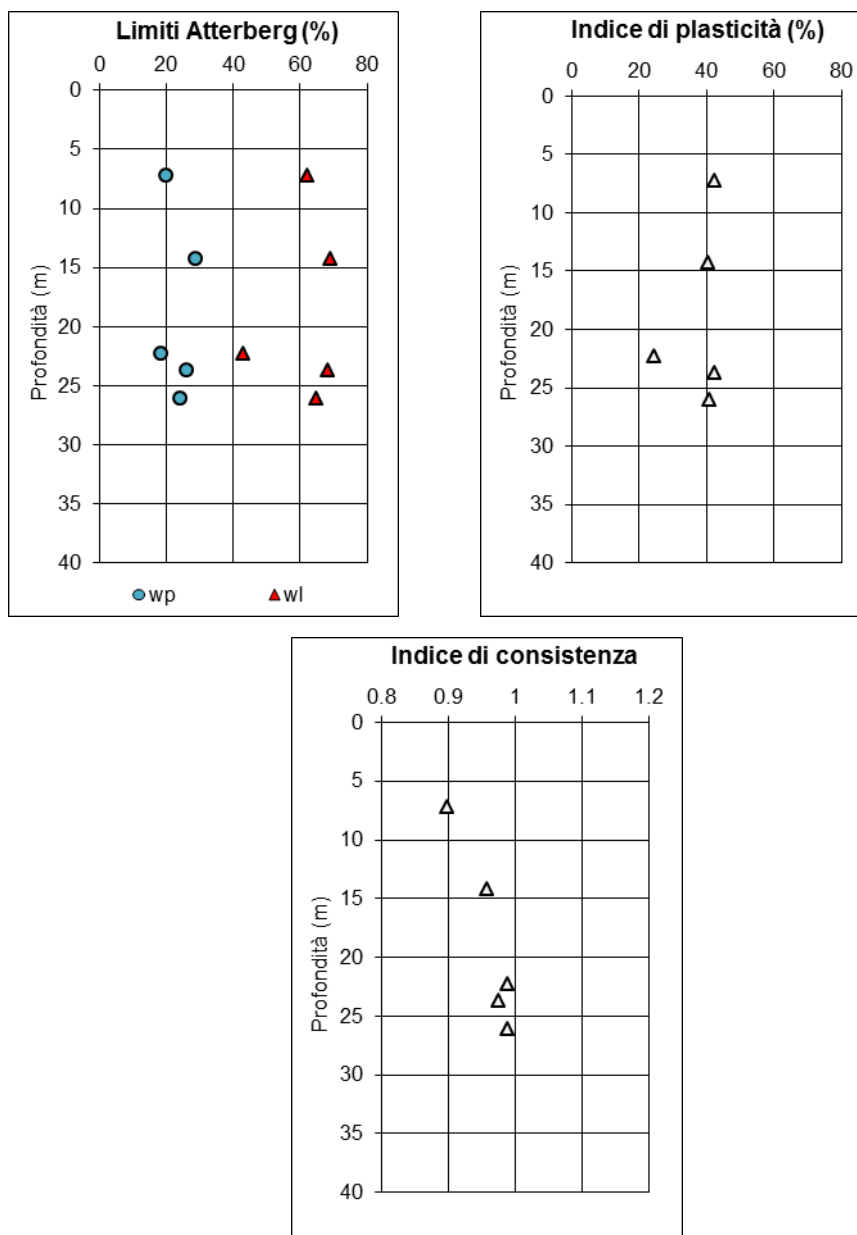 Limiti Atterberg (%)
0 20 40 60 80
0
5
10
15
20
25
30
35
40
Profondità (m)
wp wl
Indice di plasticità (%)
0 20 40 60 80
0
5
10
15
20
25
30
35
40
Profondità (m)
Indice di consistenza
0.8 0.9 1 1.1 1.2
0
5
10
15
20
25
30
35
40
Profondità (m)